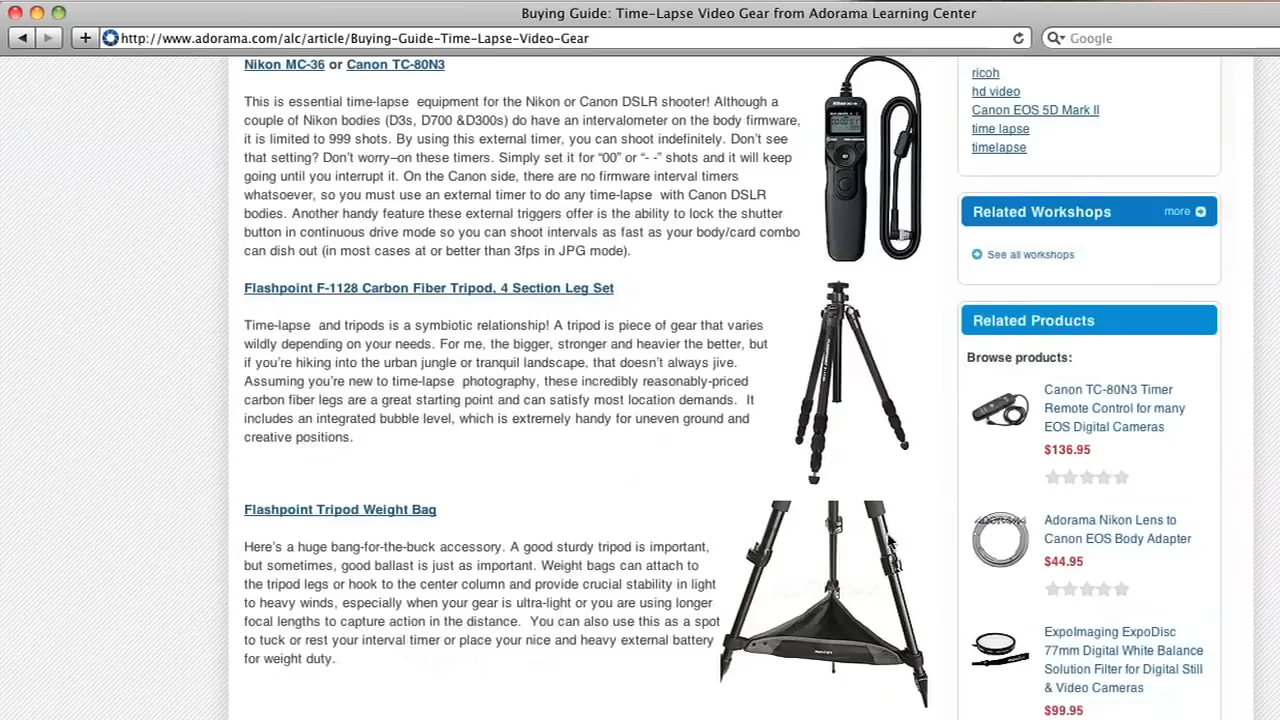 Buying Guide: Time-Lapse Video Gear from Adorama Learning Center
http://www.adorama.com/alc/article/Buying-Guide-Time-Lapse-Video-Gear
Google
Nikon MC-36 or Canon TC-80N3
This is essential time-lapse equipment for the Nikon or Canon DSLR shooter! Although a
couple of Nikon bodies (D3s, D700 &D300s) do have an intervalometer on the body firmware,
it is limited to 999 shots. By using this external timer, you can shoot indefinitely. Don't see
that setting? Don't worry–on these timers. Simply set it for “00” or “- -” shots and it will keep
going until you interrupt it. On the Canon side, there are no firmware interval timers
whatsoever, so you must use an external timer to do any time-lapse with Canon DSLR
bodies. Another handy feature these external triggers offer is the ability to lock the shutter
button in continuous drive mode so you can shoot intervals as fast as your body/card combo
can dish out (in most cases at or better than 3fps in JPG mode).
Flashpoint F-1128 Carbon Fiber Tripod, 4 Section Leg Set
Time-lapse and tripods is a symbiotic relationship! A tripod is piece of gear that varies
wildly depending on your needs. For me, the bigger, stronger and heavier the better, but
if you're hiking into the urban jungle or tranquil landscape, that doesn't always jive.
Assuming you're new to time-lapse photography, these incredibly reasonably-priced
carbon fiber legs are a great starting point and can satisfy most location demands. It
includes an integrated bubble level, which is extremely handy for uneven ground and
creative positions.
Flashpoint Tripod Weight Bag
Here's a huge bang-for-the-buck accessory. A good sturdy tripod is important,
but sometimes, good ballast is just as important. Weight bags can attach to
the tripod legs or hook to the center column and provide crucial stability in light
to heavy winds, especially when your gear is ultra-light or you are using longer
focal lengths to capture action in the distance. You can also use this as a spot
to tuck or rest your interval timer or place your nice and heavy external battery
for weight duty.
ricoh
hd video
Canon EOS 5D Mark II
time lapse
timelapse
Related Workshops more
See all workshops
Related Products
Browse products:
Canon TC-80N3 Timer
Remote Control for many
EOS Digital Cameras
$136.95
ADORAMA
Adorama Nikon Lens to
Canon EOS Body Adapter
$44.95
ExpoImaging ExpoDisc
77mm Digital White Balance
Solution Filter for Digital Still
& Video Cameras
$99.95